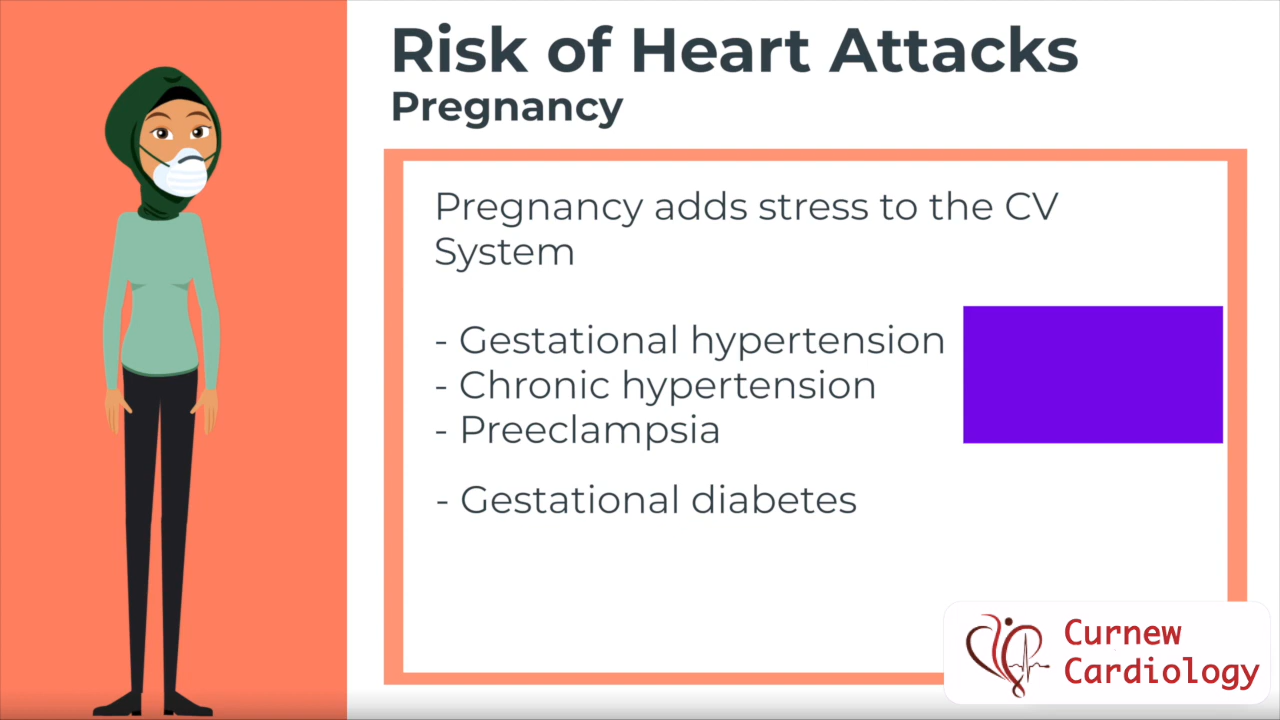 Risk of Heart Attacks
Pregnancy
Pregnancy adds stress to the CV
System
- Gestational hypertension
- Chronic hypertension
- Preeclampsia
- Gestational diabetes
Curnew
Cardiology